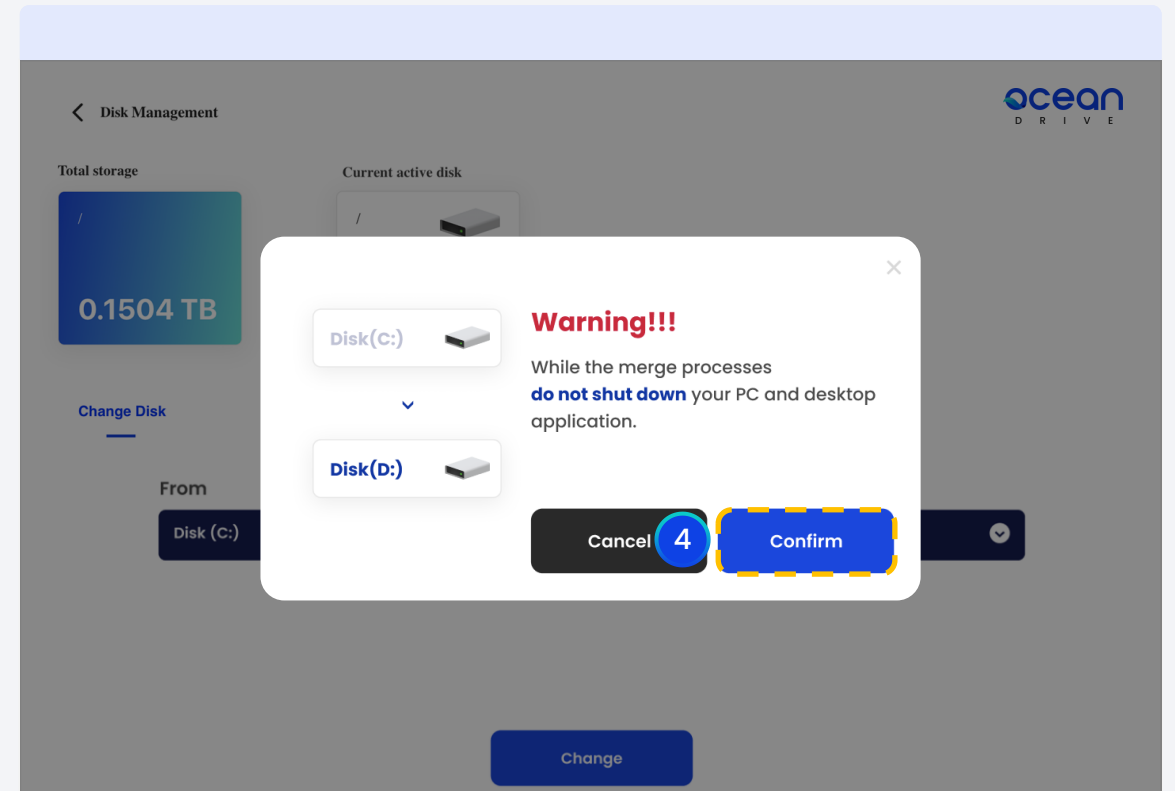 Disk Management
ocean
DRIVE
Total storage
Current active disk
/
/
0.1504 TB
Disk(C:)
Warning!!!
While the merge processes
do not shut down your PC and desktop
application.
Change Disk
Disk(D:)
From
Disk (C:)
Cancel
4
Confirm
Change